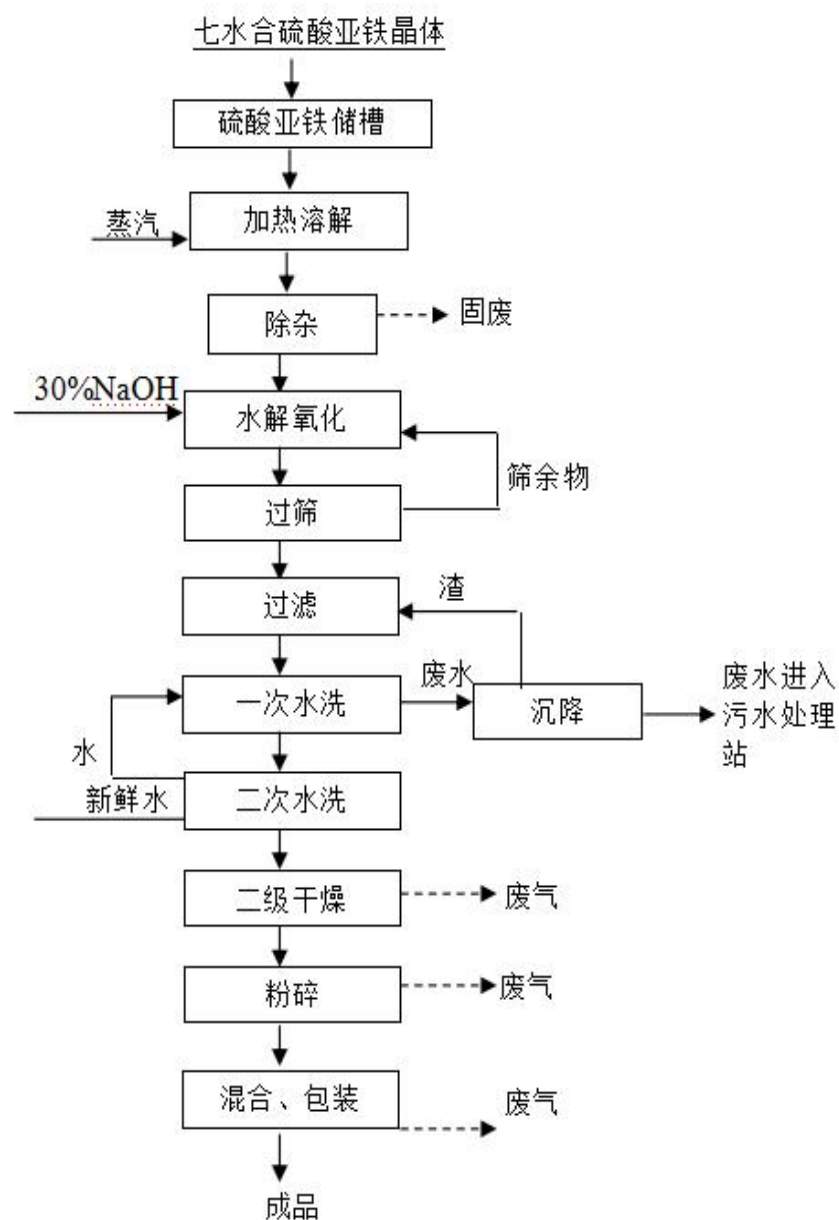 七水合硫酸亚铁晶体
硫酸亚铁储槽
蒸汽
加热溶解
除杂
固废
30%NaOH
水解氧化
筛余物
过筛
渣
过滤
废水
一次水洗
沉降
废水进入
污水处理
站
水
新鲜水
二次水洗
二级干燥
废气
粉碎
废气
混合、包装
废气
成品